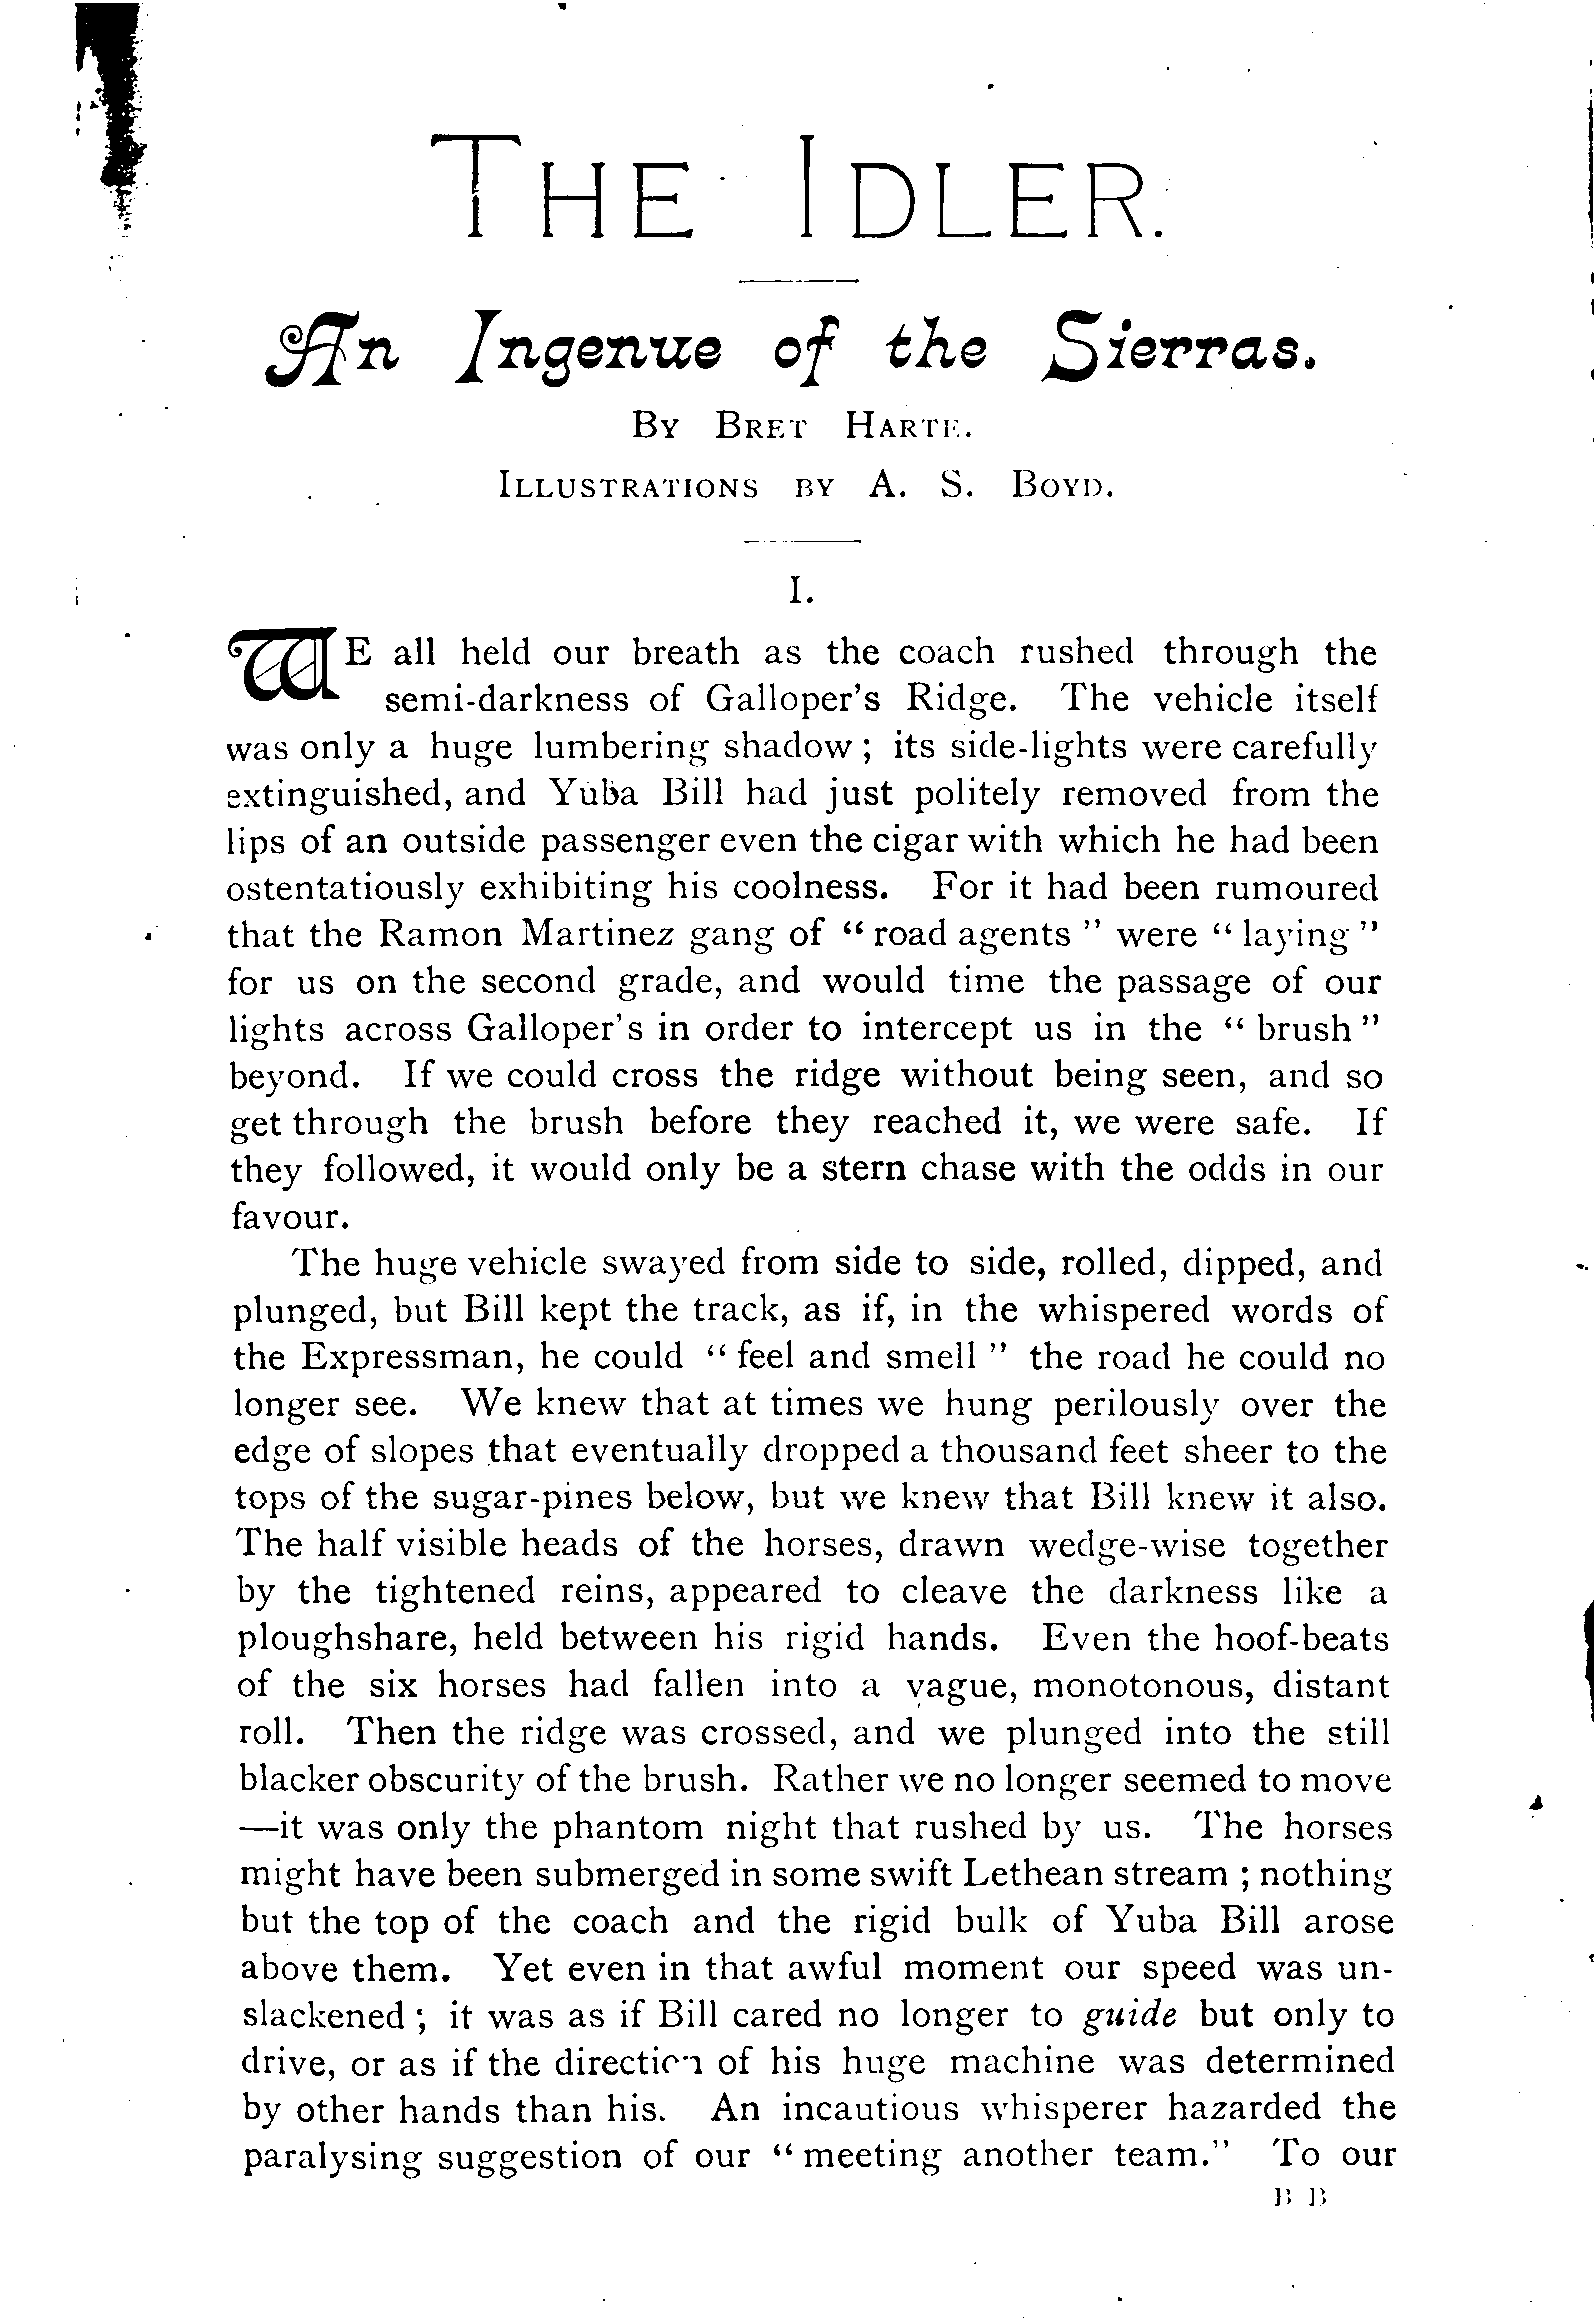 THE IDLER.
An Ingenue of the Sierras.
BY BRET HARTE.
ILLUSTRATIONS BY A. S. BOYD.
I.
WE all held our breath as the coach rushed through the
semi-darkness of Galloper's Ridge. The vehicle itself
was only a huge lumbering shadow; its side-lights were carefully
extinguished, and Yuba Bill had just politely removed from the
lips of an outside passenger even the cigar with which he had been
ostentatiously exhibiting his coolness. For it had been rumoured
that the Ramon Martinez gang of "road agents" were "laying"
for us on the second grade, and would time the passage of our
lights across Galloper's in order to intercept us in the "brush"
beyond. If we could cross the ridge without being seen, and so
get through the brush before they reached it, we were safe. If
they followed, it would only be a stern chase with the odds in our
favour.
The huge vehicle swayed from side to side, rolled, dipped, and
plunged, but Bill kept the track, as if, in the whispered words of
the Expressman, he could "feel and smell" the road he could no
longer see. We knew that at times we hung perilously over the
edge of slopes that eventually dropped a thousand feet sheer to the
tops of the sugar-pines below, but we knew that Bill knew it also.
The half visible heads of the horses, drawn wedge-wise together
by the tightened reins, appeared to cleave the darkness like a
ploughshare, held between his rigid hands. Even the hoof-beats
of the six horses had fallen into a vague, monotonous, distant
roll. Then the ridge was crossed, and we plunged into the still
blacker obscurity of the brush. Rather we no longer seemed to move
—it was only the phantom night that rushed by us. The horses
might have been submerged in some swift Lethean stream; nothing
but the top of the coach and the rigid bulk of Yuba Bill arose
above them. Yet even in that awful moment our speed was un-
slackened; it was as if Bill cared no longer to guide but only to
drive, or as if the direction of his huge machine was determined
by other hands than his. An incautious whisperer hazarded the
paralysing suggestion of our "meeting another team." To our
B B